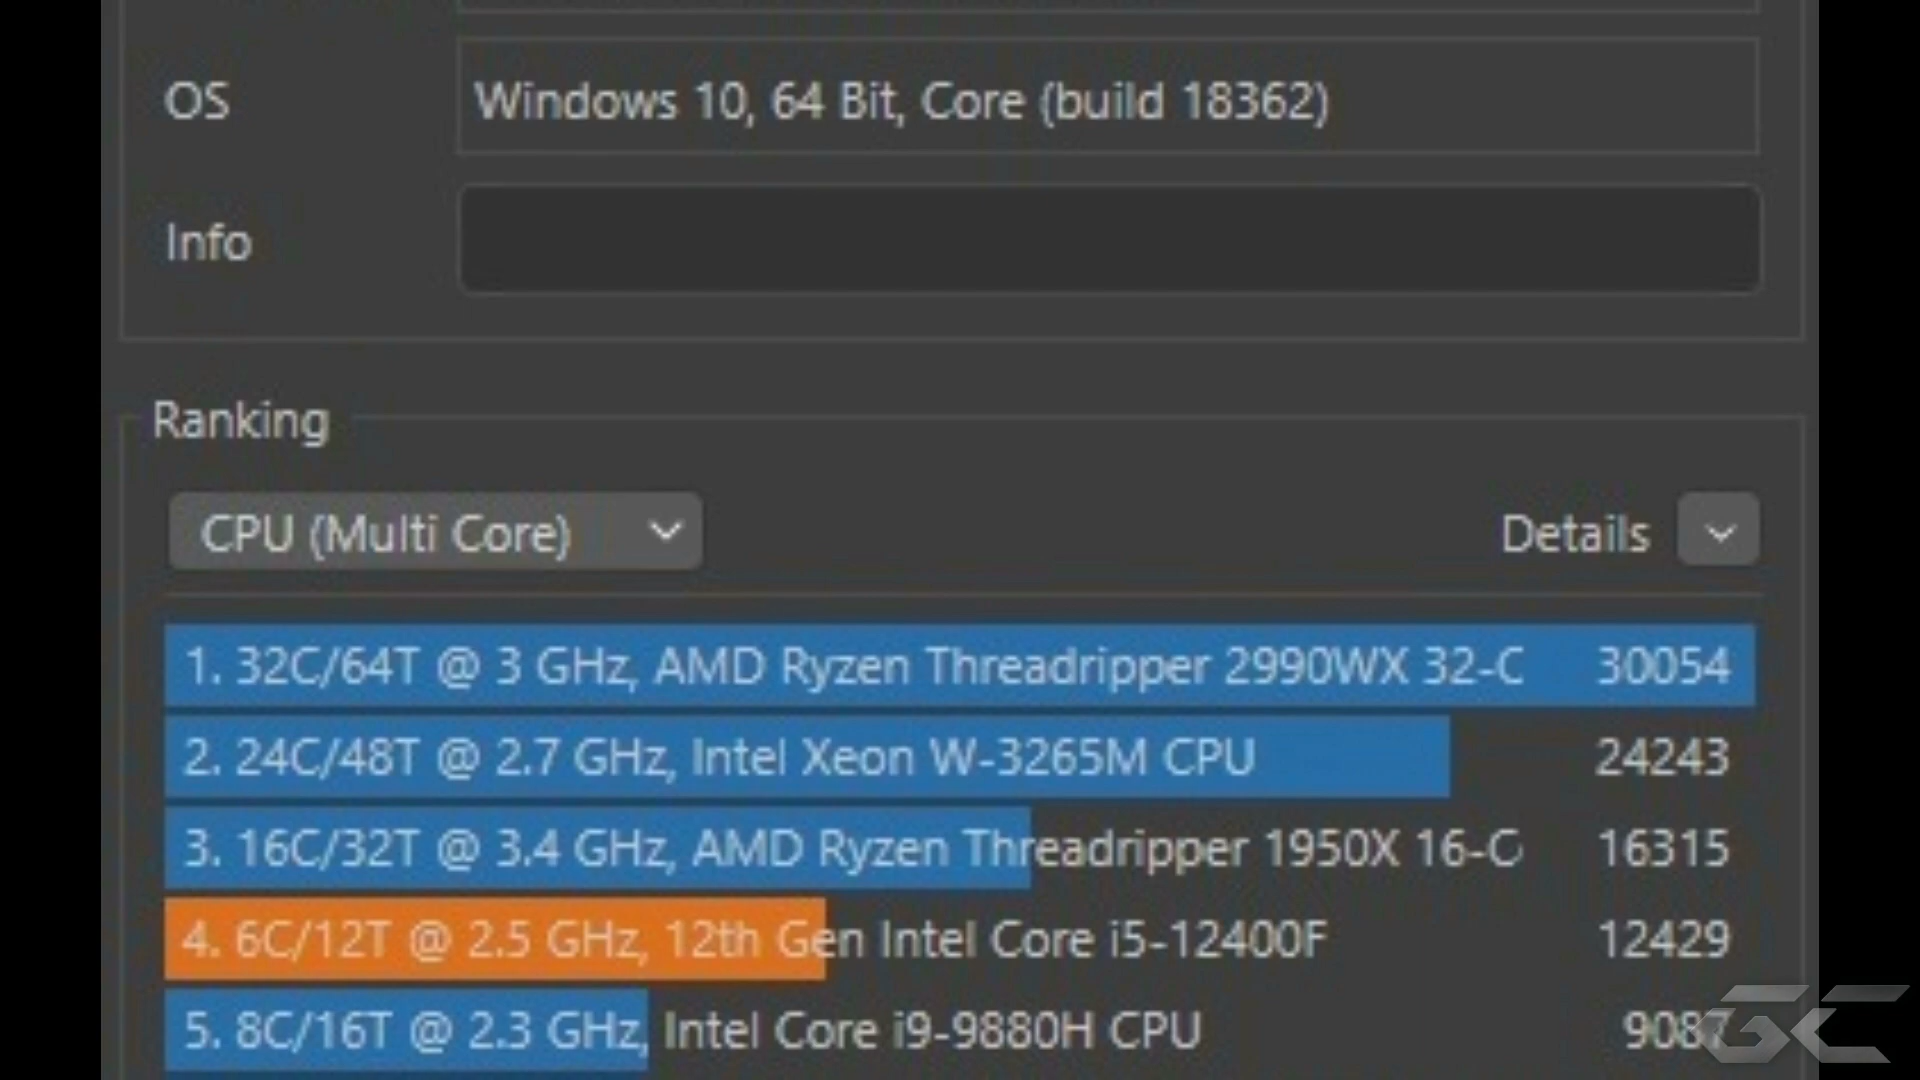 OS
Windows 10, 64 Bit, Core (build 18362)
Info
Ranking
CPU (Multi Core)
Details
1. 32C/64T @ 3 GHz, AMD Ryzen Threadripper 2990WX 32-C 30054
2. 24C/48T @ 2.7 GHz, Intel Xeon W-3265M CPU 24243
3. 16C/32T @ 3.4 GHz, AMD Ryzen Threadripper 1950X 16-C 16315
4. 6C/12T @ 2.5 GHz, 12th Gen Intel Core i5-12400F 12429
5. 8C/16T @ 2.3 GHz, Intel Core i9-9880H CPU 9087
GC